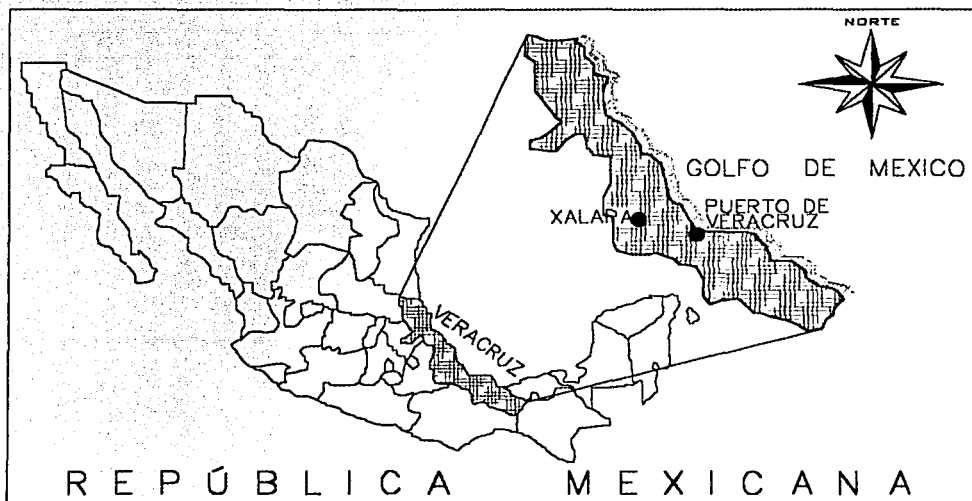 NORTE
GOLFO DE MEXICO
XALAPA
PUERTO DE
VERACRUZ
VERACRUZ
REPÚBLICA MEXICANA